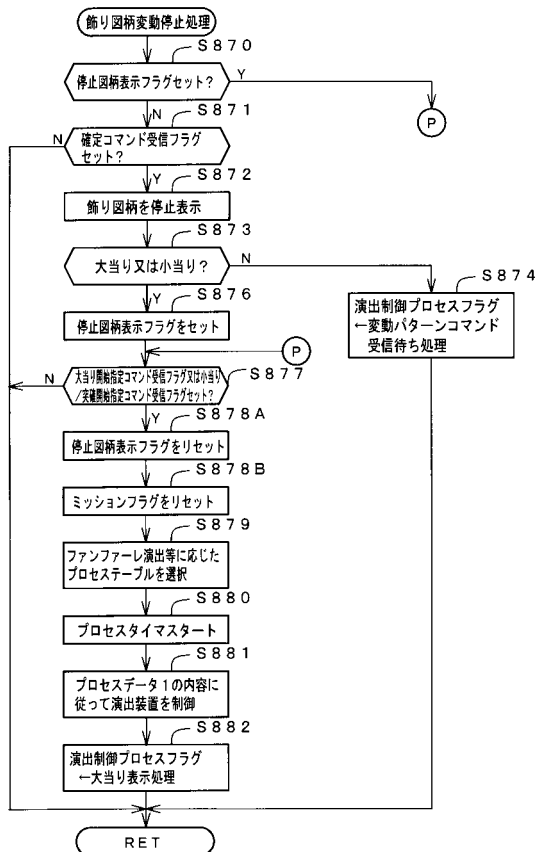 飾り図柄変動停止処理
S870
停止図柄表示フラグセット?
Y
P
N
S871
N
確定コマンド受信フラグ
セット?
Y
S872
飾り図柄を停止表示
S873
大当り又は小当り?
N
S874
演出制御プロセスフラグ
←変動パターンコマンド
受信待ち処理
Y
S876
停止図柄表示フラグをセット
P
N
大当り開始指定コマンド受信フラグ又は小当り
/突確開始指定コマンド受信フラグセット?
S877
Y
S878A
停止図柄表示フラグをリセット
S878B
ミッションフラグをリセット
S879
ファンファーレ演出等に応じた
プロセステーブルを選択
S880
プロセスタイマスタート
S881
プロセスデータ1の内容に
従って演出装置を制御
S882
演出制御プロセスフラグ
←大当り表示処理
RET